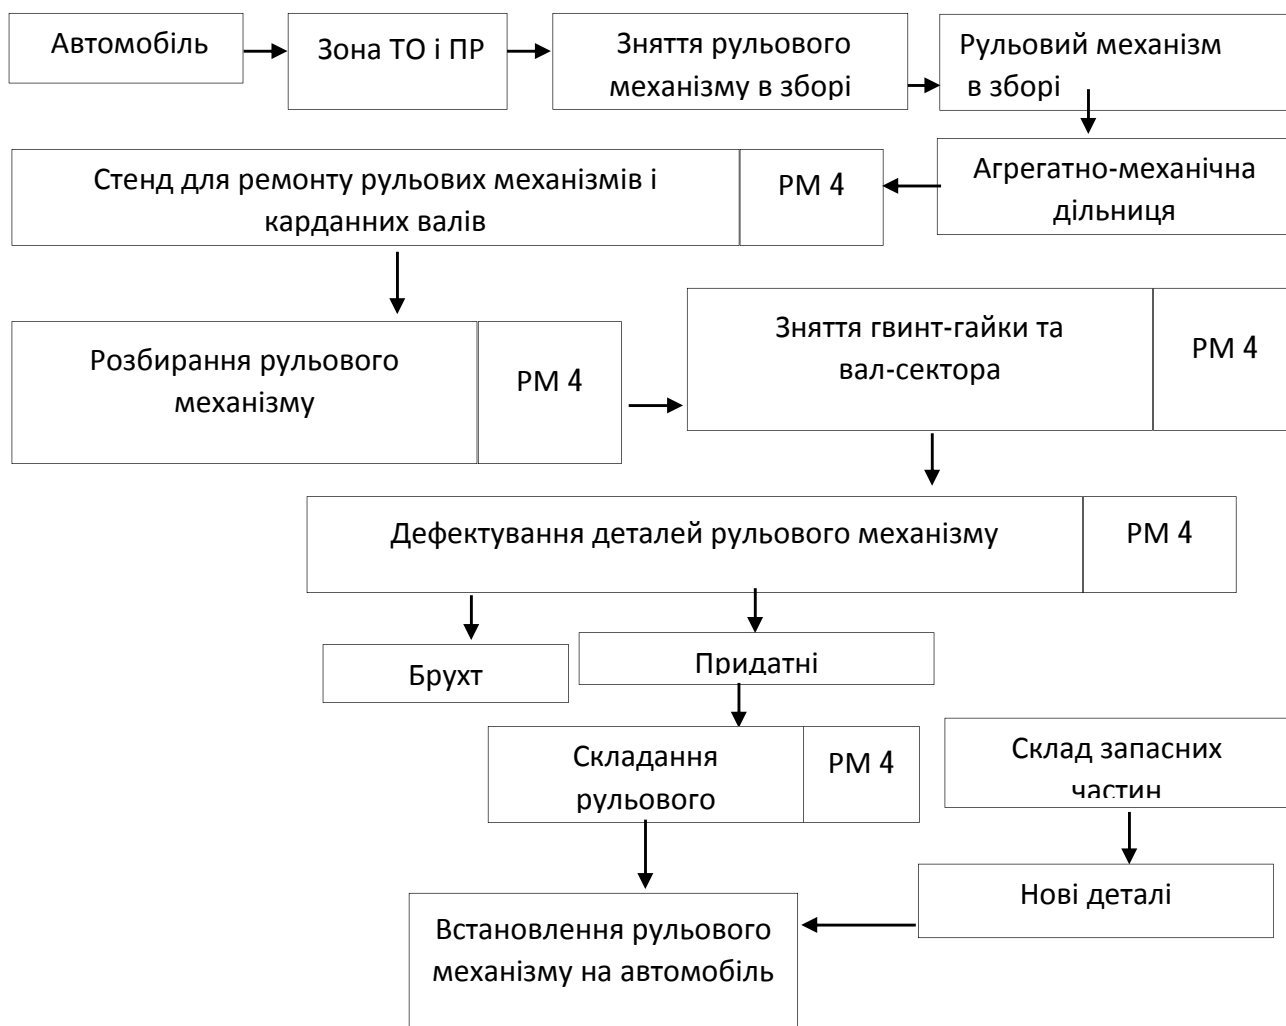 Автомобіль
Зона ТО і ПР
Зняття рульового
механізму в зборі
Рульовий механізм
в зборі
Стенд для ремонту рульових механізмів і
карданних валів
РМ 4
Агрегатно-механічна
дільниця
Розбирання рульового
механізму
РМ 4
Зняття гвинт-гайки та
вал-сектора
РМ 4
Дефектування деталей рульового механізму
РМ 4
Брухт
Придатні
Складання
рульового
РМ 4
Склад запасних
частин
Нові деталі
Встановлення рульового
механізму на автомобіль